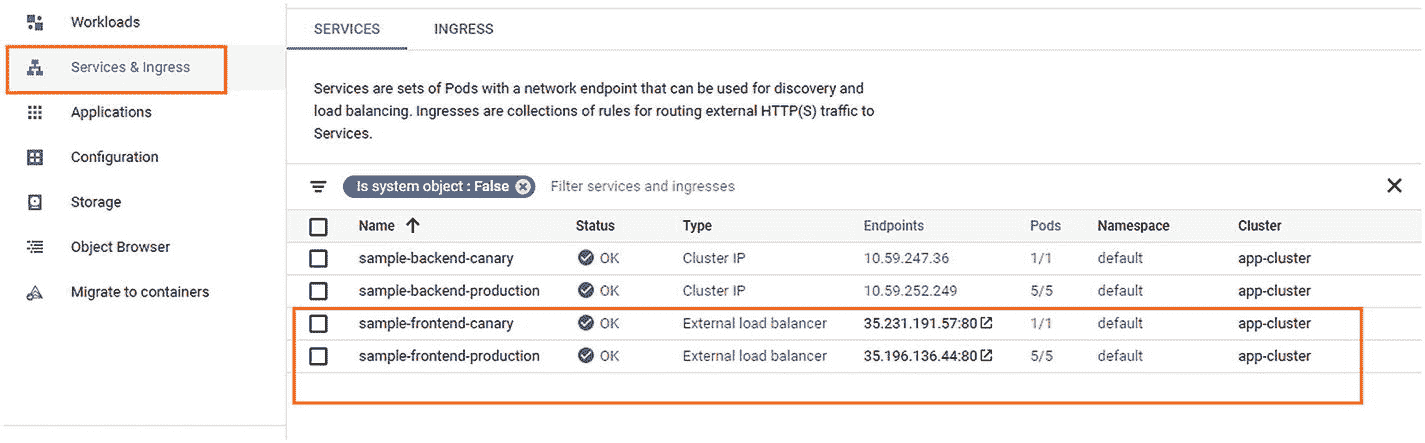 Workloads
Services & Ingress
Applications
Configuration
Storage
Object Browser
Migrate to containers
SERVICES INGRESS
Services are sets of Pods with a network endpoint that can be used for discovery and
load balancing. Ingresses are collections of rules for routing external HTTP(S) traffic to
Services.
Is system object : False Filter services and ingresses
Name Status Type Endpoints Pods Namespace Cluster
sample-backend-canary OK Cluster IP 10.59.247.36 1/1 default app-cluster
sample-backend-production OK Cluster IP 10.59.252.249 5/5 default app-cluster
sample-frontend-canary OK External load balancer 35.231.191.57:80 1/1 default app-cluster
sample-frontend-production OK External load balancer 35.196.136.44:80 5/5 default app-cluster